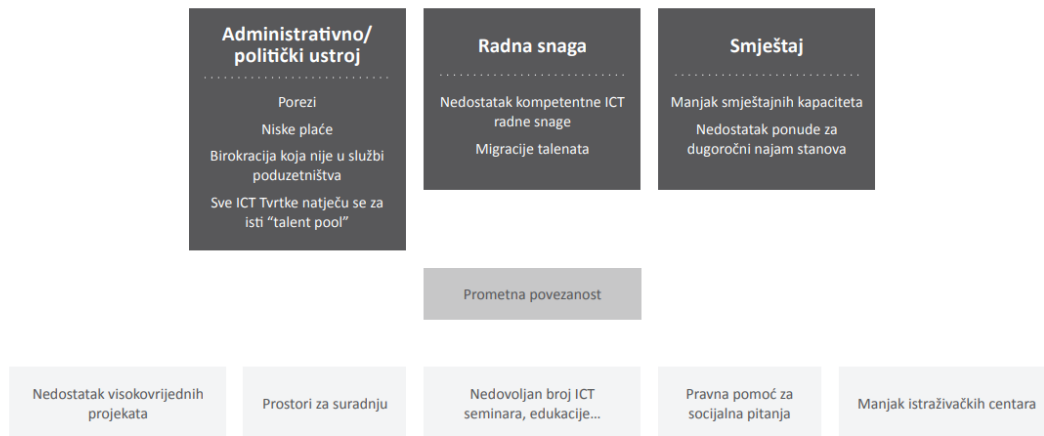 Administrativno/
politički ustroj
Porezi
Niske plaće
Birokracija koja nije u službi
poduzetništva
Sve ICT Tvrtke natječu se za
isti “talent pool”
Radna snaga
Nedostatak kompetentne ICT
radne snage
Migracije talenata
Smještaj
Manjak smještajnih kapaciteta
Nedostatak ponude za
dugoročni najam stanova
Prometna povezanost
Nedostatak visokovrijednih
projekata
Prostori za suradnju
Nedovoljan broj ICT
seminara, edukacije...
Pravna pomoć za
socijalna pitanja
Manjak istraživačkih centara